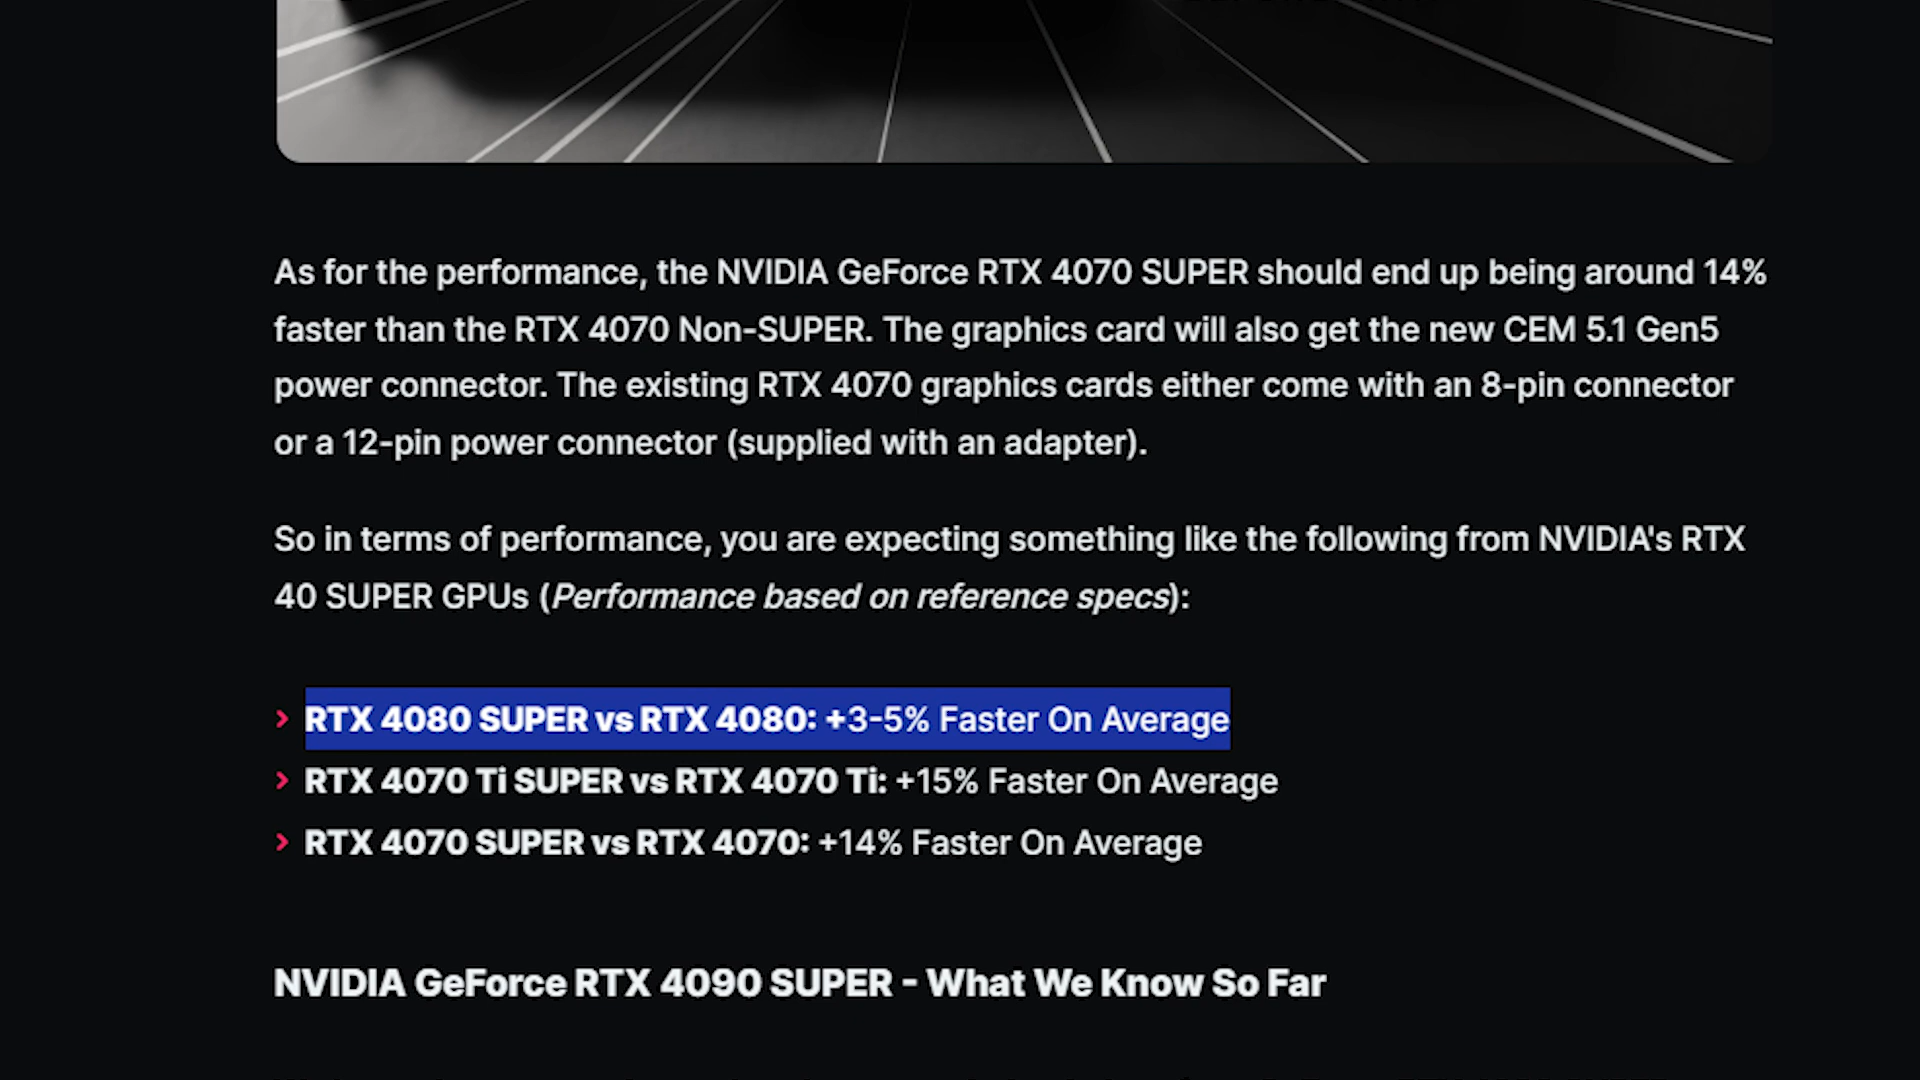 As for the performance, the NVIDIA GeForce RTX 4070 SUPER should end up being around 14%
faster than the RTX 4070 Non-SUPER. The graphics card will also get the new CEM 5.1 Gen5
power connector. The existing RTX 4070 graphics cards either come with an 8-pin connector
or a 12-pin power connector (supplied with an adapter).
So in terms of performance, you are expecting something like the following from NVIDIA's RTX
40 SUPER GPUs (Performance based on reference specs):
RTX 4080 SUPER vs RTX 4080: +3-5% Faster On Average
RTX 4070 Ti SUPER vs RTX 4070 Ti: +15% Faster On Average
RTX 4070 SUPER vs RTX 4070: +14% Faster On Average
NVIDIA GeForce RTX 4090 SUPER - What We Know So Far